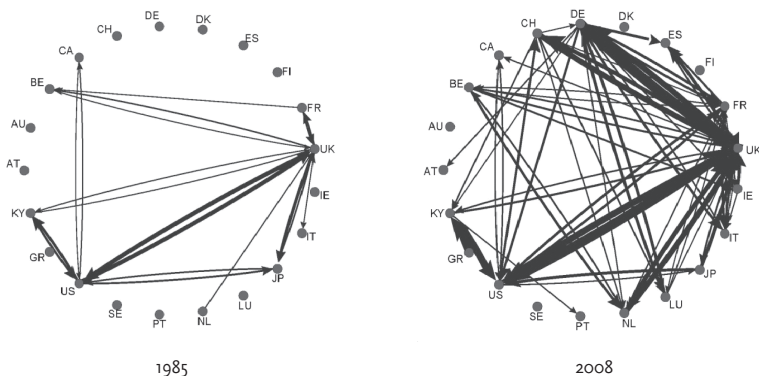 DE
DK
CH
ES
CA
FI
BE
FR
AU
UK
AT
IE
KY
IT
GR
JP
US
LU
SE
PT
NL
1985
DE
DK
CH
ES
CA
FI
BE
FR
AU
UK
AT
IE
KY
IT
GR
JP
US
LU
SE
PT
NL
2008